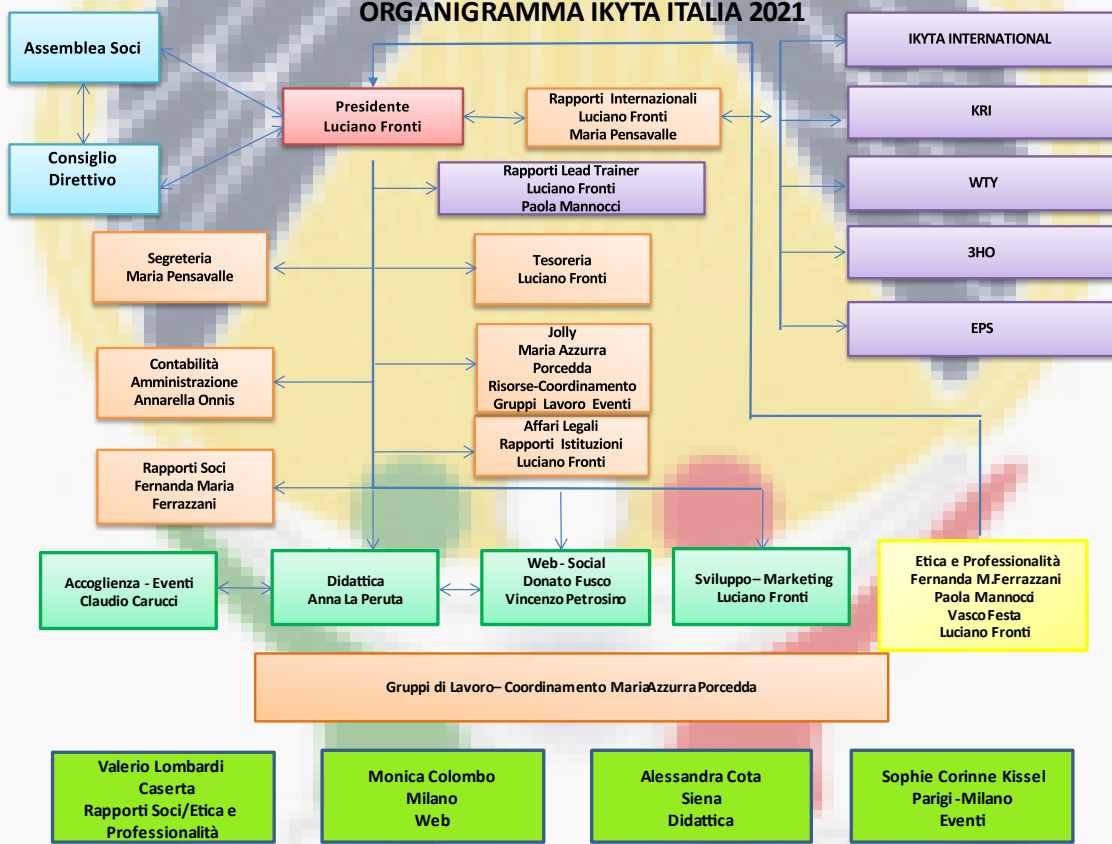 ORGANIGRAMMA IKYTA ITALIA 2021
Assemblea Soci
Consiglio
Direttivo
Presidente
Luciano Fronti
Rapporti Internazionali
Luciano Fronti
Maria Pensavalle
IKYTA INTERNATIONAL
KRI
WTY
3HO
EPS
Rapporti Lead Trainer
Luciano Fronti
Paola Mannocci
Segreteria
Maria Pensavalle
Tesoreria
Luciano Fronti
Contabilità
Amministrazione
Annarella Onnis
Jolly
Maria Azzurra
Porcedda
Risorse-Coordinamento
Gruppi Lavoro Eventi
Affari Legali
Rapporti Istituzioni
Luciano Fronti
Rapporti Soci
Fernanda Maria
Ferrazzani
Accoglienza - Eventi
Claudio Carucci
Didattica
Anna La Peruta
Web - Social
Donato Fusco
Vincenzo Petrosino
Sviluppo – Marketing
Luciano Fronti
Etica e Professionalità
Fernanda M.Ferrazzani
Paola Mannocci
Vasco Festa
Luciano Fronti
Gruppi di Lavoro – Coordinamento Maria Azzurra Porcedda
Valerio Lombardi
Caserta
Rapporti Soci/Etica e
Professionalità
Monica Colombo
Milano
Web
Alessandra Cota
Siena
Didattica
Sophie Corinne Kissel
Parigi - Milano
Eventi